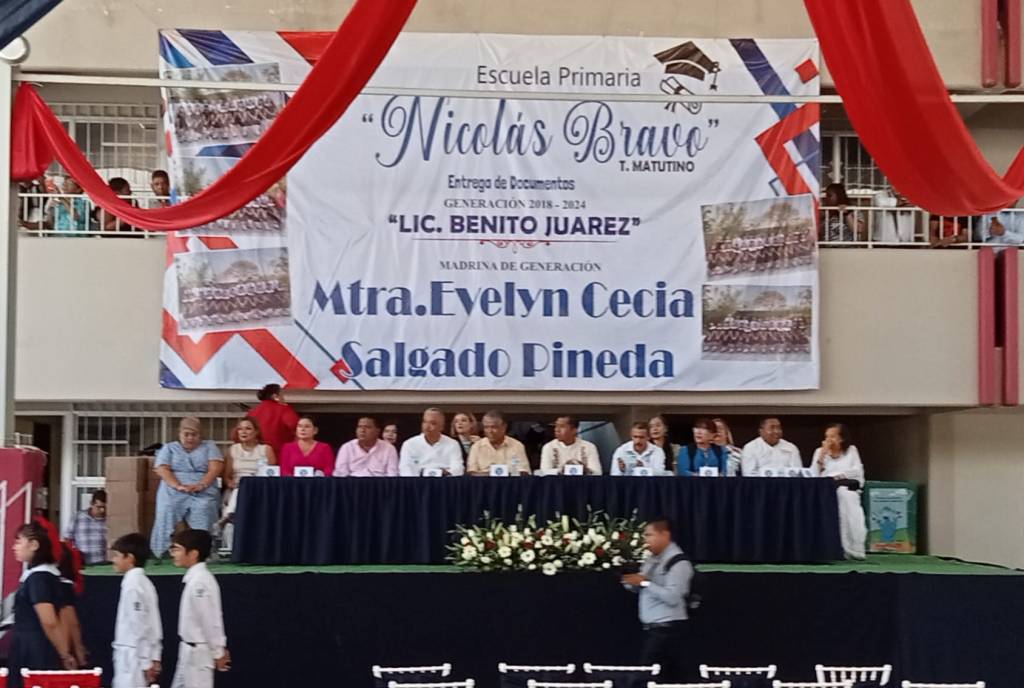 Escuela Primaria
"Nicolás Bravo"
T. MATUTINO
Entrega de Documentos
GENERACIÓN 2018 - 2024
"LIC. BENITO JUAREZ"
MADRINA DE GENERACIÓN
Mtra.Evelyn Cecia
Salgado Pineda